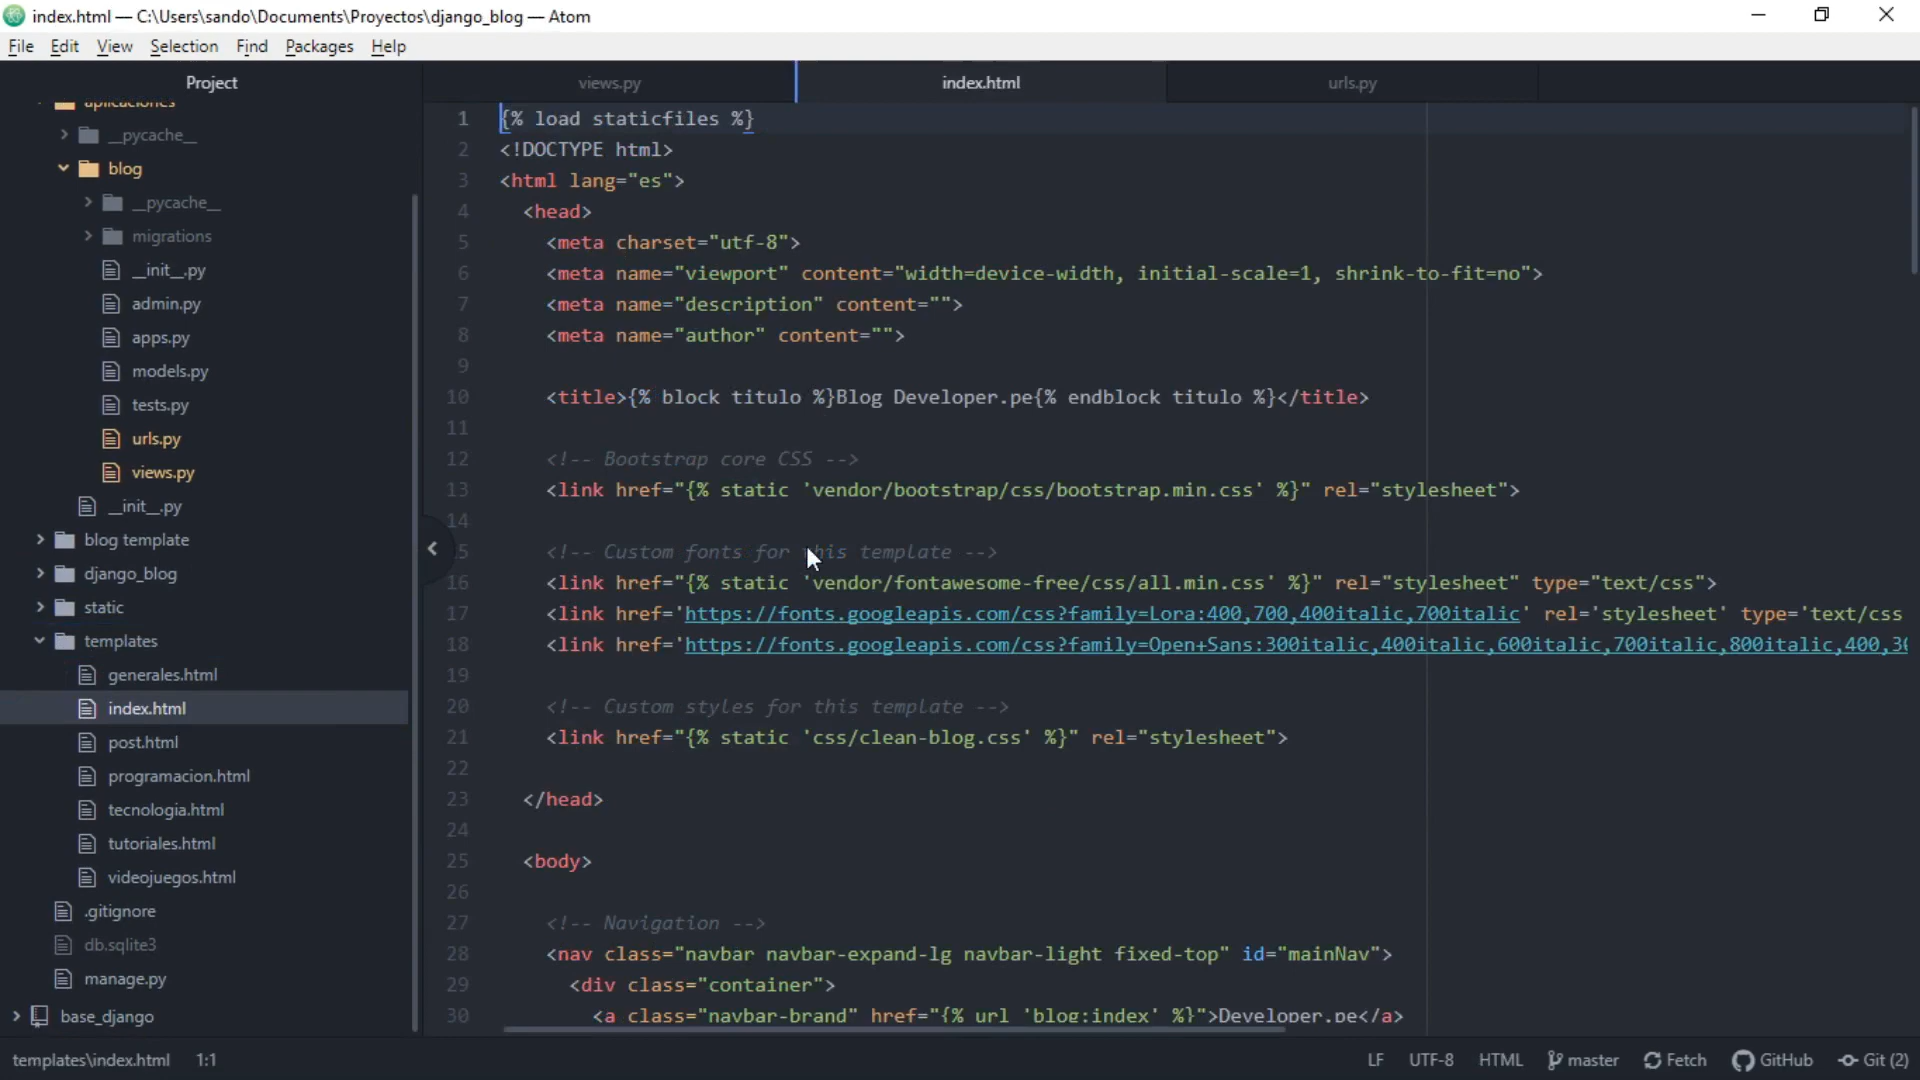 index.html — C:\Users\sando\Documents\Proyectos\django_blog — Atom
File Edit View Selection Find Packages Help
Project
views.py
index.html
urls.py
aplicaciones
__pycache__
blog
__pycache__
migrations
__init__.py
admin.py
apps.py
models.py
tests.py
urls.py
views.py
__init__.py
blog template
django_blog
static
templates
generales.html
index.html
post.html
programacion.html
tecnologia.html
tutoriales.html
videojuegos.html
.gitignore
db.sqlite3
manage.py
base_django
1 {% load staticfiles %}
2 <!DOCTYPE html>
3 <html lang="es">
4 <head>
5 <meta charset="utf-8">
6 <meta name="viewport" content="width=device-width, initial-scale=1, shrink-to-fit=no">
7 <meta name="description" content="">
8 <meta name="author" content="">
9
10 <title>{% block titulo %}Blog Developer.pe{% endblock titulo %}</title>
11
12 <!-- Bootstrap core CSS -->
13 <link href="{% static 'vendor/bootstrap/css/bootstrap.min.css' %}" rel="stylesheet">
14
5 <!-- Custom fonts for this template -->
16 <link href="{% static 'vendor/fontawesome-free/css/all.min.css' %}" rel="stylesheet" type="text/css">
17 <link href='https://fonts.googleapis.com/css?family=Lora:400,700,400italic,700italic' rel='stylesheet' type='text/css
18 <link href='https://fonts.googleapis.com/css?family=Open+Sans:300italic,400italic,600italic,700italic,800italic,400,30
19
20 <!-- Custom styles for this template -->
21 <link href="{% static 'css/clean-blog.css' %}" rel="stylesheet">
22
23 </head>
24
25 <body>
26
27 <!-- Navigation -->
28 <nav class="navbar navbar-expand-lg navbar-light fixed-top" id="mainNav">
29 <div class="container">
30 <a class="navbar-brand" href="{% url 'blog:index' %}">Developer.pe</a>
templates\index.html 1:1
LF UTF-8 HTML master Fetch GitHub Git (2)